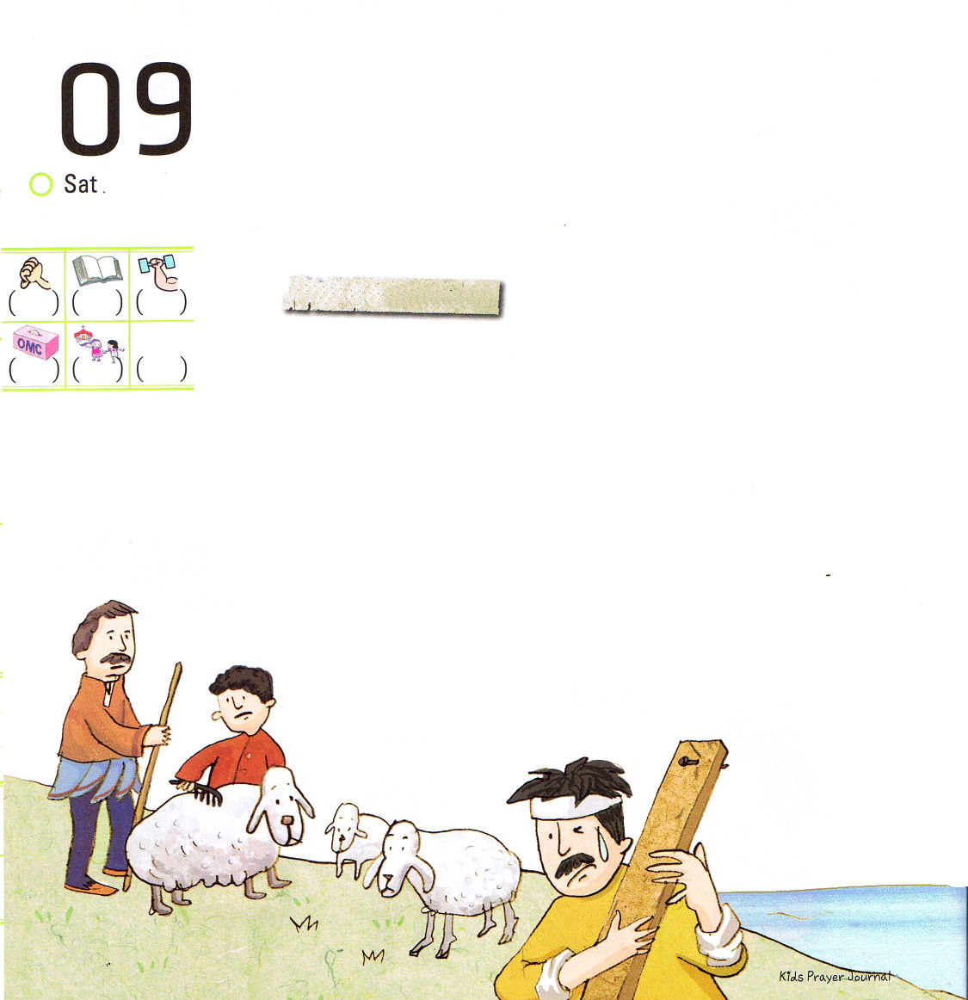 09
Sat.
( ) ( ) ( )
OMC
( ) ( ) ( )
Kids Prayer Journal